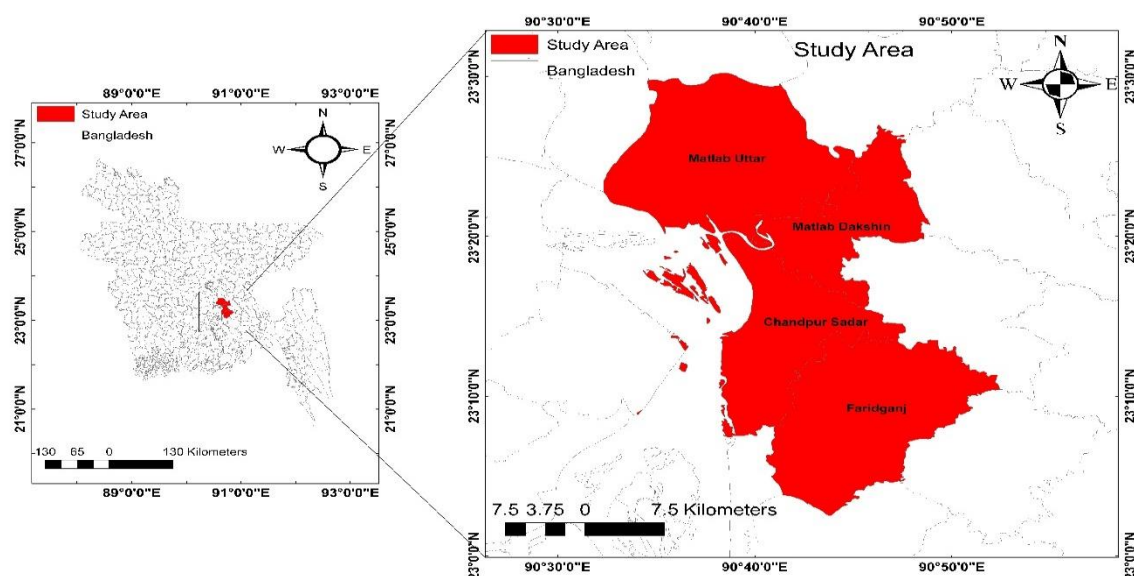 89°0'0"E 91°0'0"E 93°0'0"E
Study Area
Bangladesh
N
W E
S
27°0'0"N
25°0'0"N
23°0'0"N
21°0'0"N
27°0'0"N
25°0'0"N
23°0'0"N
21°0'0"N
130 65 0 130 Kilometers
89°0'0"E 91°0'0"E 93°0'0"E
90°30'0"E 90°40'0"E 90°50'0"E
Study Area
Bangladesh
Study Area
N
W E
S
23°30'0"N
23°20'0"N
23°10'0"N
23°0'0"N
Matlab Uttar
Matlab Dakshin
Chandpur Sadar
Faridganj
23°30'0"N
23°20'0"N
23°10'0"N
23°0'0"N
7.5 3.75 0 7.5 Kilometers
90°30'0"E 90°40'0"E 90°50'0"E